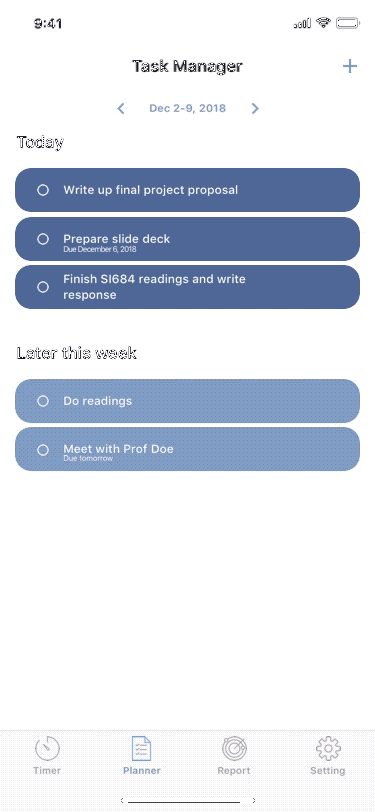 9:41
Task Manager
Dec 2-9, 2018
Today
Write up final project proposal
Prepare slide deck
Due December 6, 2018
Finish SI684 readings and write
response
Later this week
Do readings
Meet with Prof Doe
Due tomorrow
Timer
Planner
Report
Setting